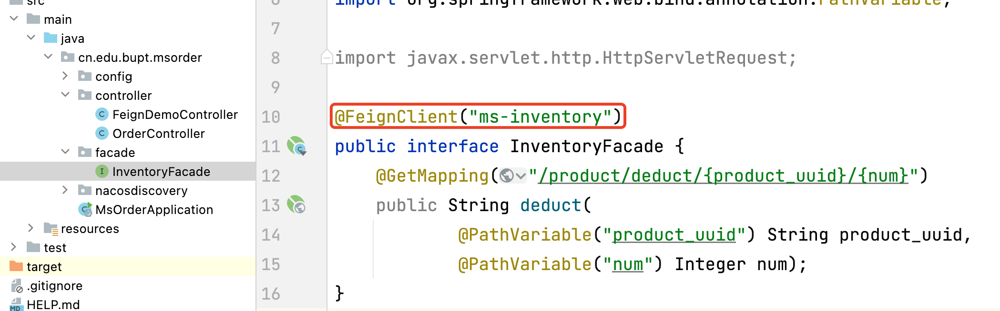 src
main
java
cn.edu.bupt.msorder
config
controller
FeignDemoController
OrderController
facade
InventoryFacade
nacosdiscovery
MsOrderApplication
resources
test
target
.gitignore
HELP.md
6 import org.springframework.web.bind.annotation.PathVariable;
7
8 import javax.servlet.http.HttpServletRequest;
9
10 @FeignClient("ms-inventory")
11 public interface InventoryFacade {
12 @GetMapping("/product/deduct/{product_uuid}/{num}")
13 public String deduct(
14 @PathVariable("product_uuid") String product_uuid,
15 @PathVariable("num") Integer num);
16 }